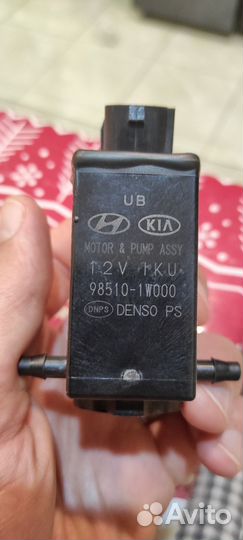 UB
HYUNDAI KIA
MOTOR & PUMP ASSY
12V 1KU
98510-1W000
DNPS DENSO PS
Avito